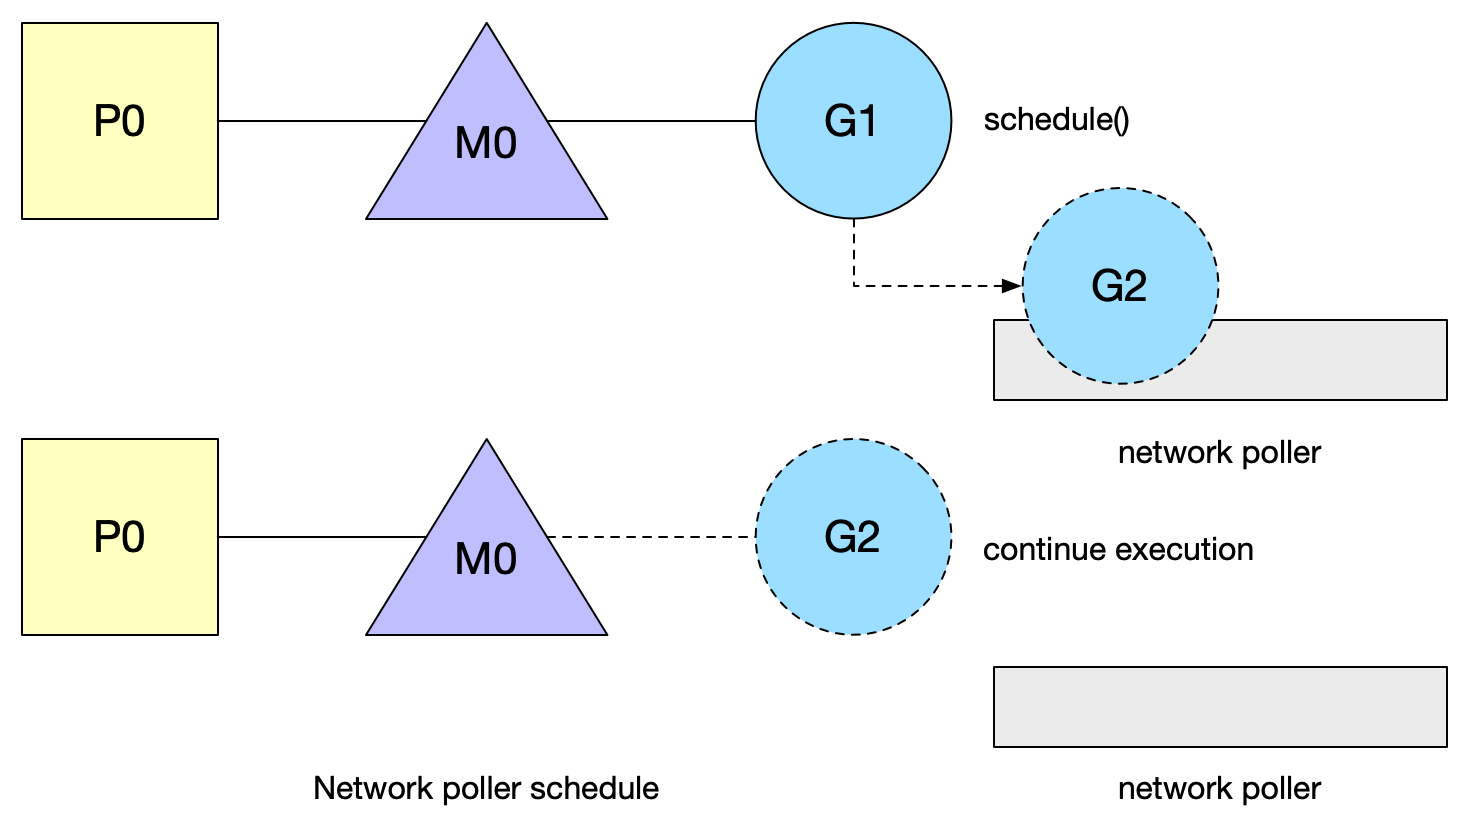 P0
M0
G1
schedule()
G2
network poller
P0
M0
G2
continue execution
Network poller schedule
network poller